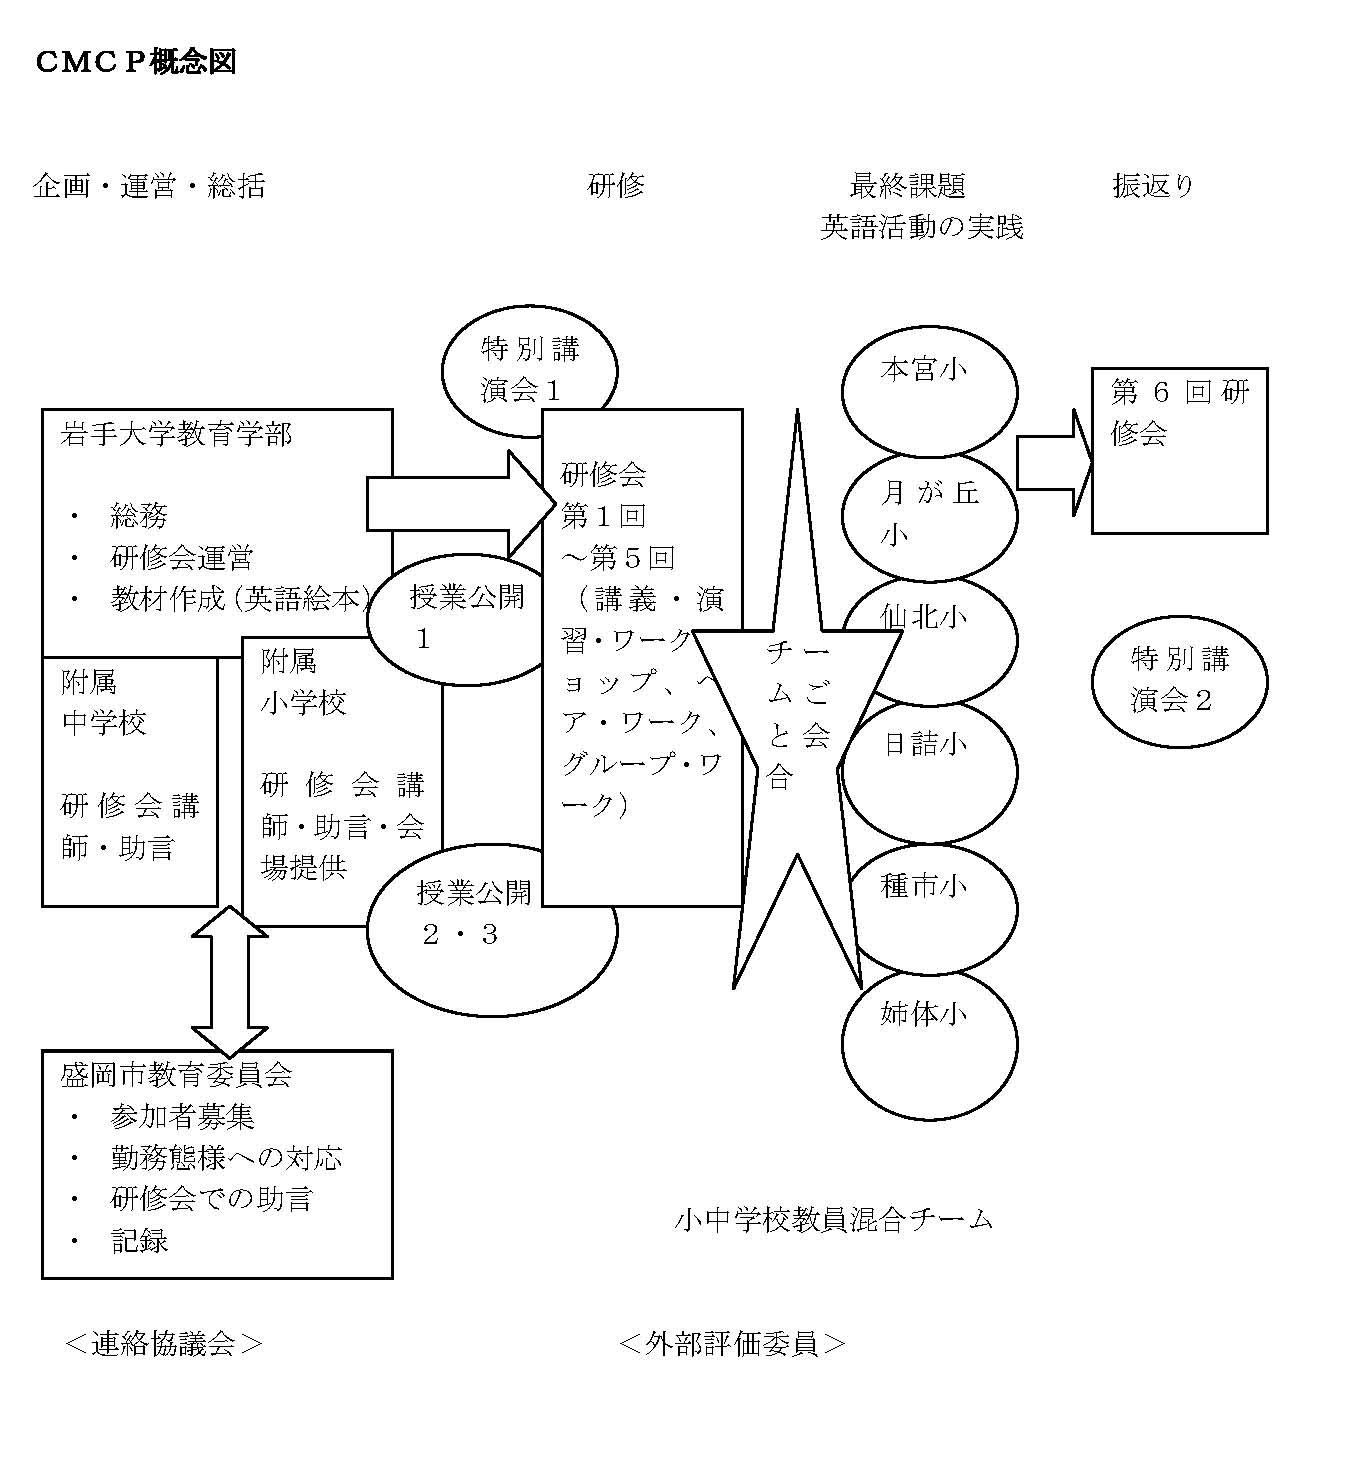 ＣＭＣＰ概念図
企画・運営・総括
研修
最終課題
英語活動の実践
振返り
特別講
演会１
岩手大学教育学部
・　総務
・　研修会運営
・　教材作成（英語絵本）
附属
中学校
研修会講
師・助言
附属
小学校
研修会講
師・助言・会
場提供
授業公開
１
授業公開
２・３
研修会
第１回
～第５回
（講義・演
習・ワーク
ョップ、ペ
ア・ワーク、
グループ・ワ
ーク）
チームごと会合
本宮小
月が丘
小
仙北小
日詰小
種市小
姉体小
第６回研
修会
特別講
演会２
盛岡市教育委員会
・　参加者募集
・　勤務態様への対応
・　研修会での助言
・　記録
小中学校教員混合チーム
＜連絡協議会＞
＜外部評価委員＞